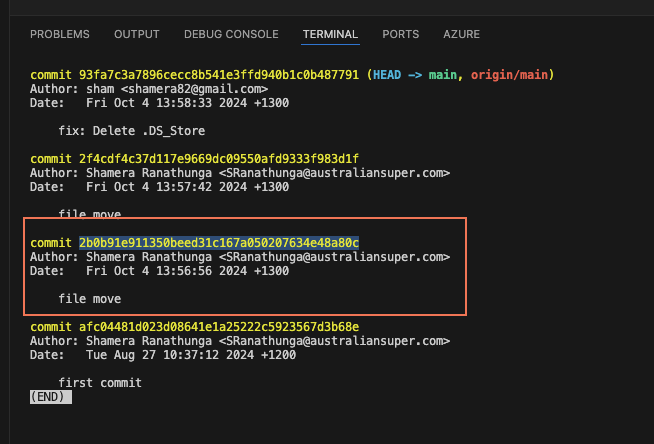 PROBLEMS OUTPUT DEBUG CONSOLE TERMINAL PORTS AZURE
commit 93fa7c3a7896cecc8b541e3ffd940b1c0b487791 (HEAD -> main, origin/main)
Author: sham <shamera82@gmail.com>
Date:   Fri Oct 4 13:58:33 2024 +1300
fix: Delete .DS_Store
commit 2f4cdf4c37d117e9669dc09550afd9333f983d1f
Author: Shamera Ranathunga <SRanathunga@australiansuper.com>
Date:   Fri Oct 4 13:57:42 2024 +1300
file move
commit 2b0b91e911350beed31c167a050207634e48a80c
Author: Shamera Ranathunga <SRanathunga@australiansuper.com>
Date:   Fri Oct 4 13:56:56 2024 +1300
file move
commit afc04481d023d08641e1a25222c5923567d3b68e
Author: Shamera Ranathunga <SRanathunga@australiansuper.com>
Date:   Tue Aug 27 10:37:12 2024 +1200
first commit
(END)